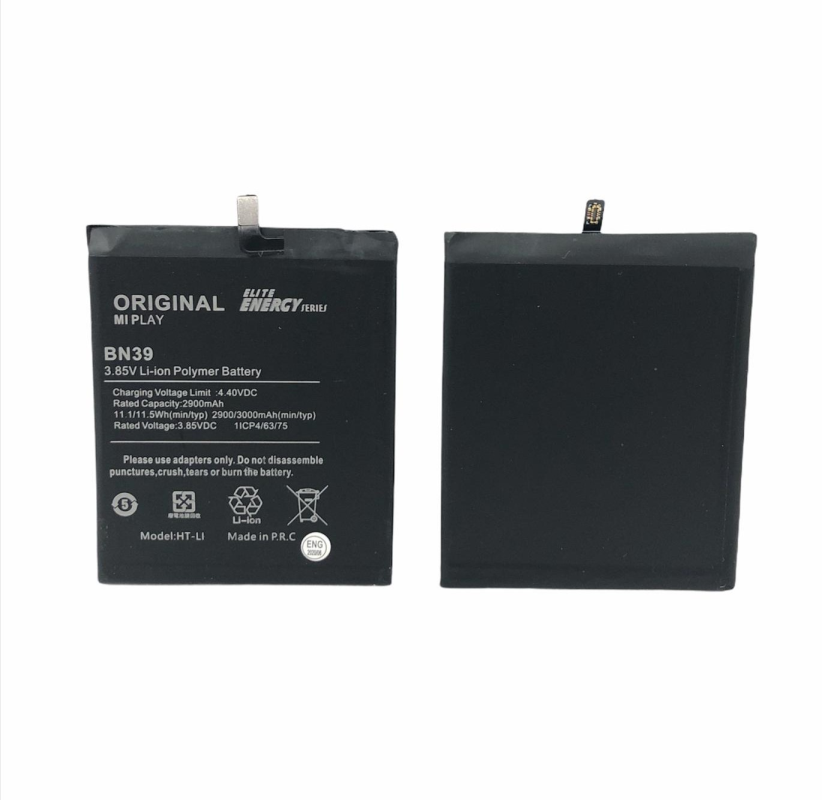 ORIGINAL
ELITE
ENERGY SERIES
MI PLAY
BN39
3.85V Li-ion Polymer Battery
Charging Voltage Limit :4.40VDC
Rated Capacity:2900mAh
11.1/11.5Wh(min/typ) 2900/3000mAh(min/typ)
Rated Voltage:3.85VDC 1ICP4/63/75
Please use adapters only. Do not disassemble
punctures,crush,tears or burn the battery.
5
Li-ion
Model:HT-LI Made in P.R.C
ENG